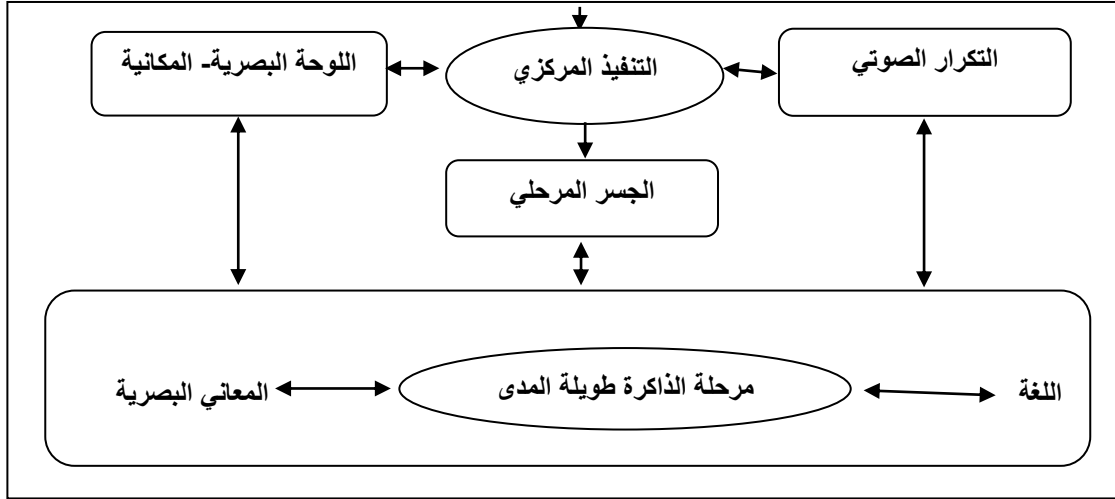 التكرار الصوتي
التنفيذ المركزي
اللوحة البصرية- المكانية
الجسر المرحلي
اللغة
مرحلة الذاكرة طويلة المدى
المعاني البصرية